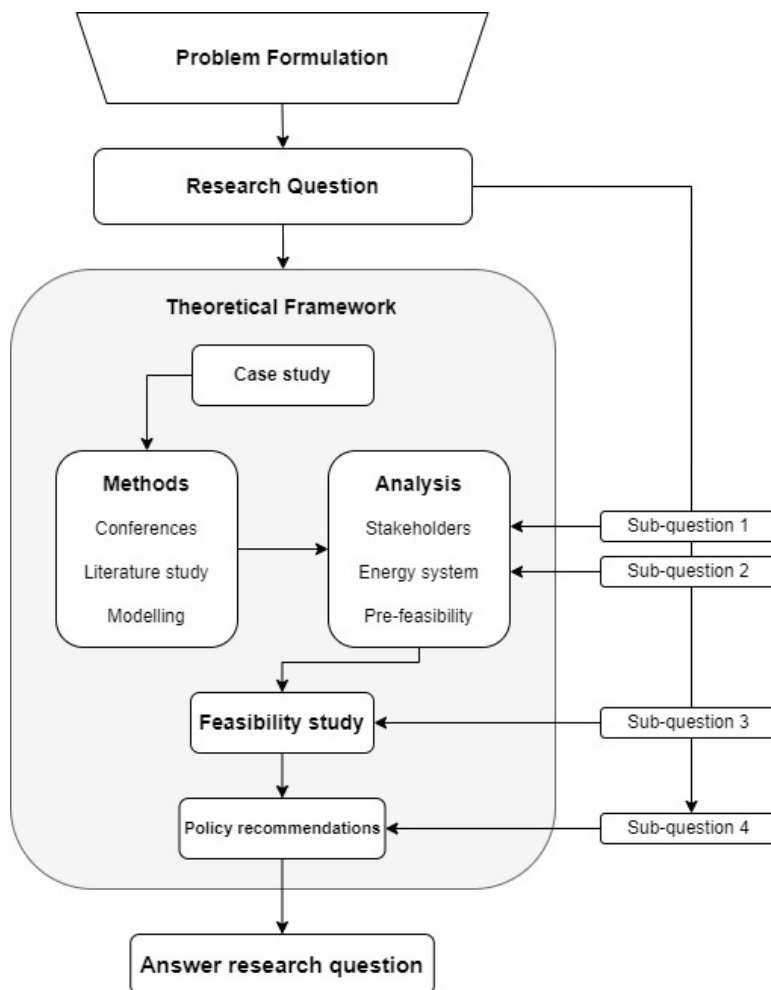 Problem Formulation
Research Question
Theoretical Framework
Case study
Methods
Conferences
Literature study
Modelling
Analysis
Stakeholders
Energy system
Pre-feasibility
Sub-question 1
Sub-question 2
Feasibility study
Sub-question 3
Policy recommendations
Sub-question 4
Answer research question